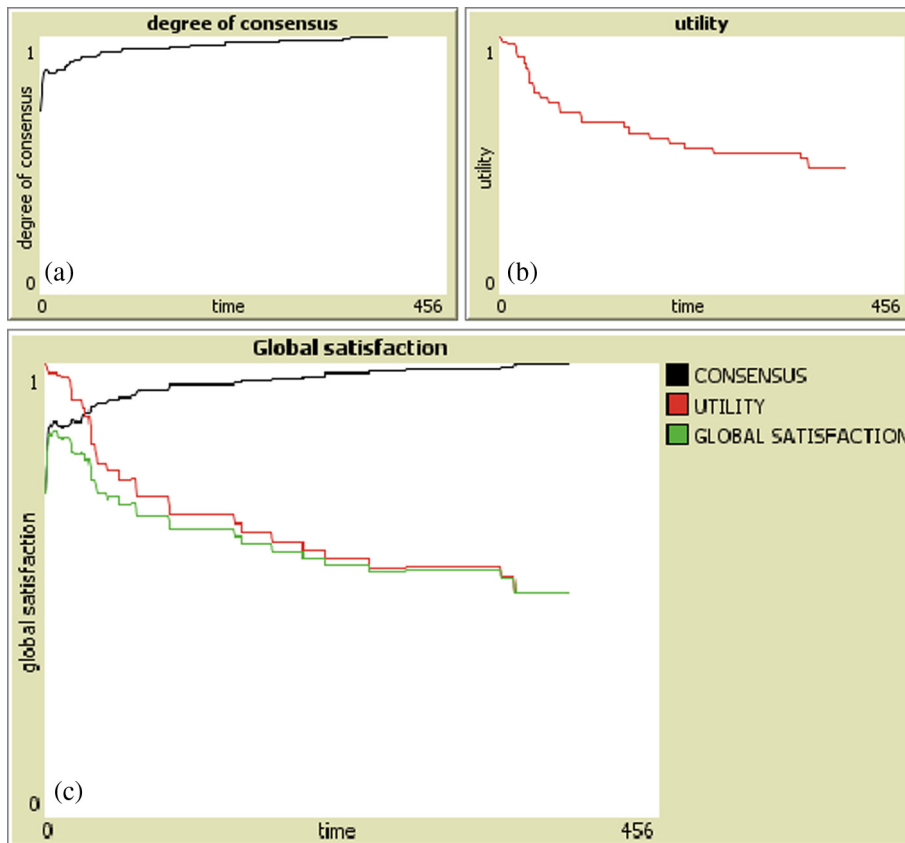 degree of consensus
1
degree of consensus
0
(a)
0 time 456
utility
1
utility
0
(b)
0 time 456
Global satisfaction
1
global satisfaction
0
(c)
0 time 456
CONSENSUS
UTILITY
GLOBAL SATISFACTION